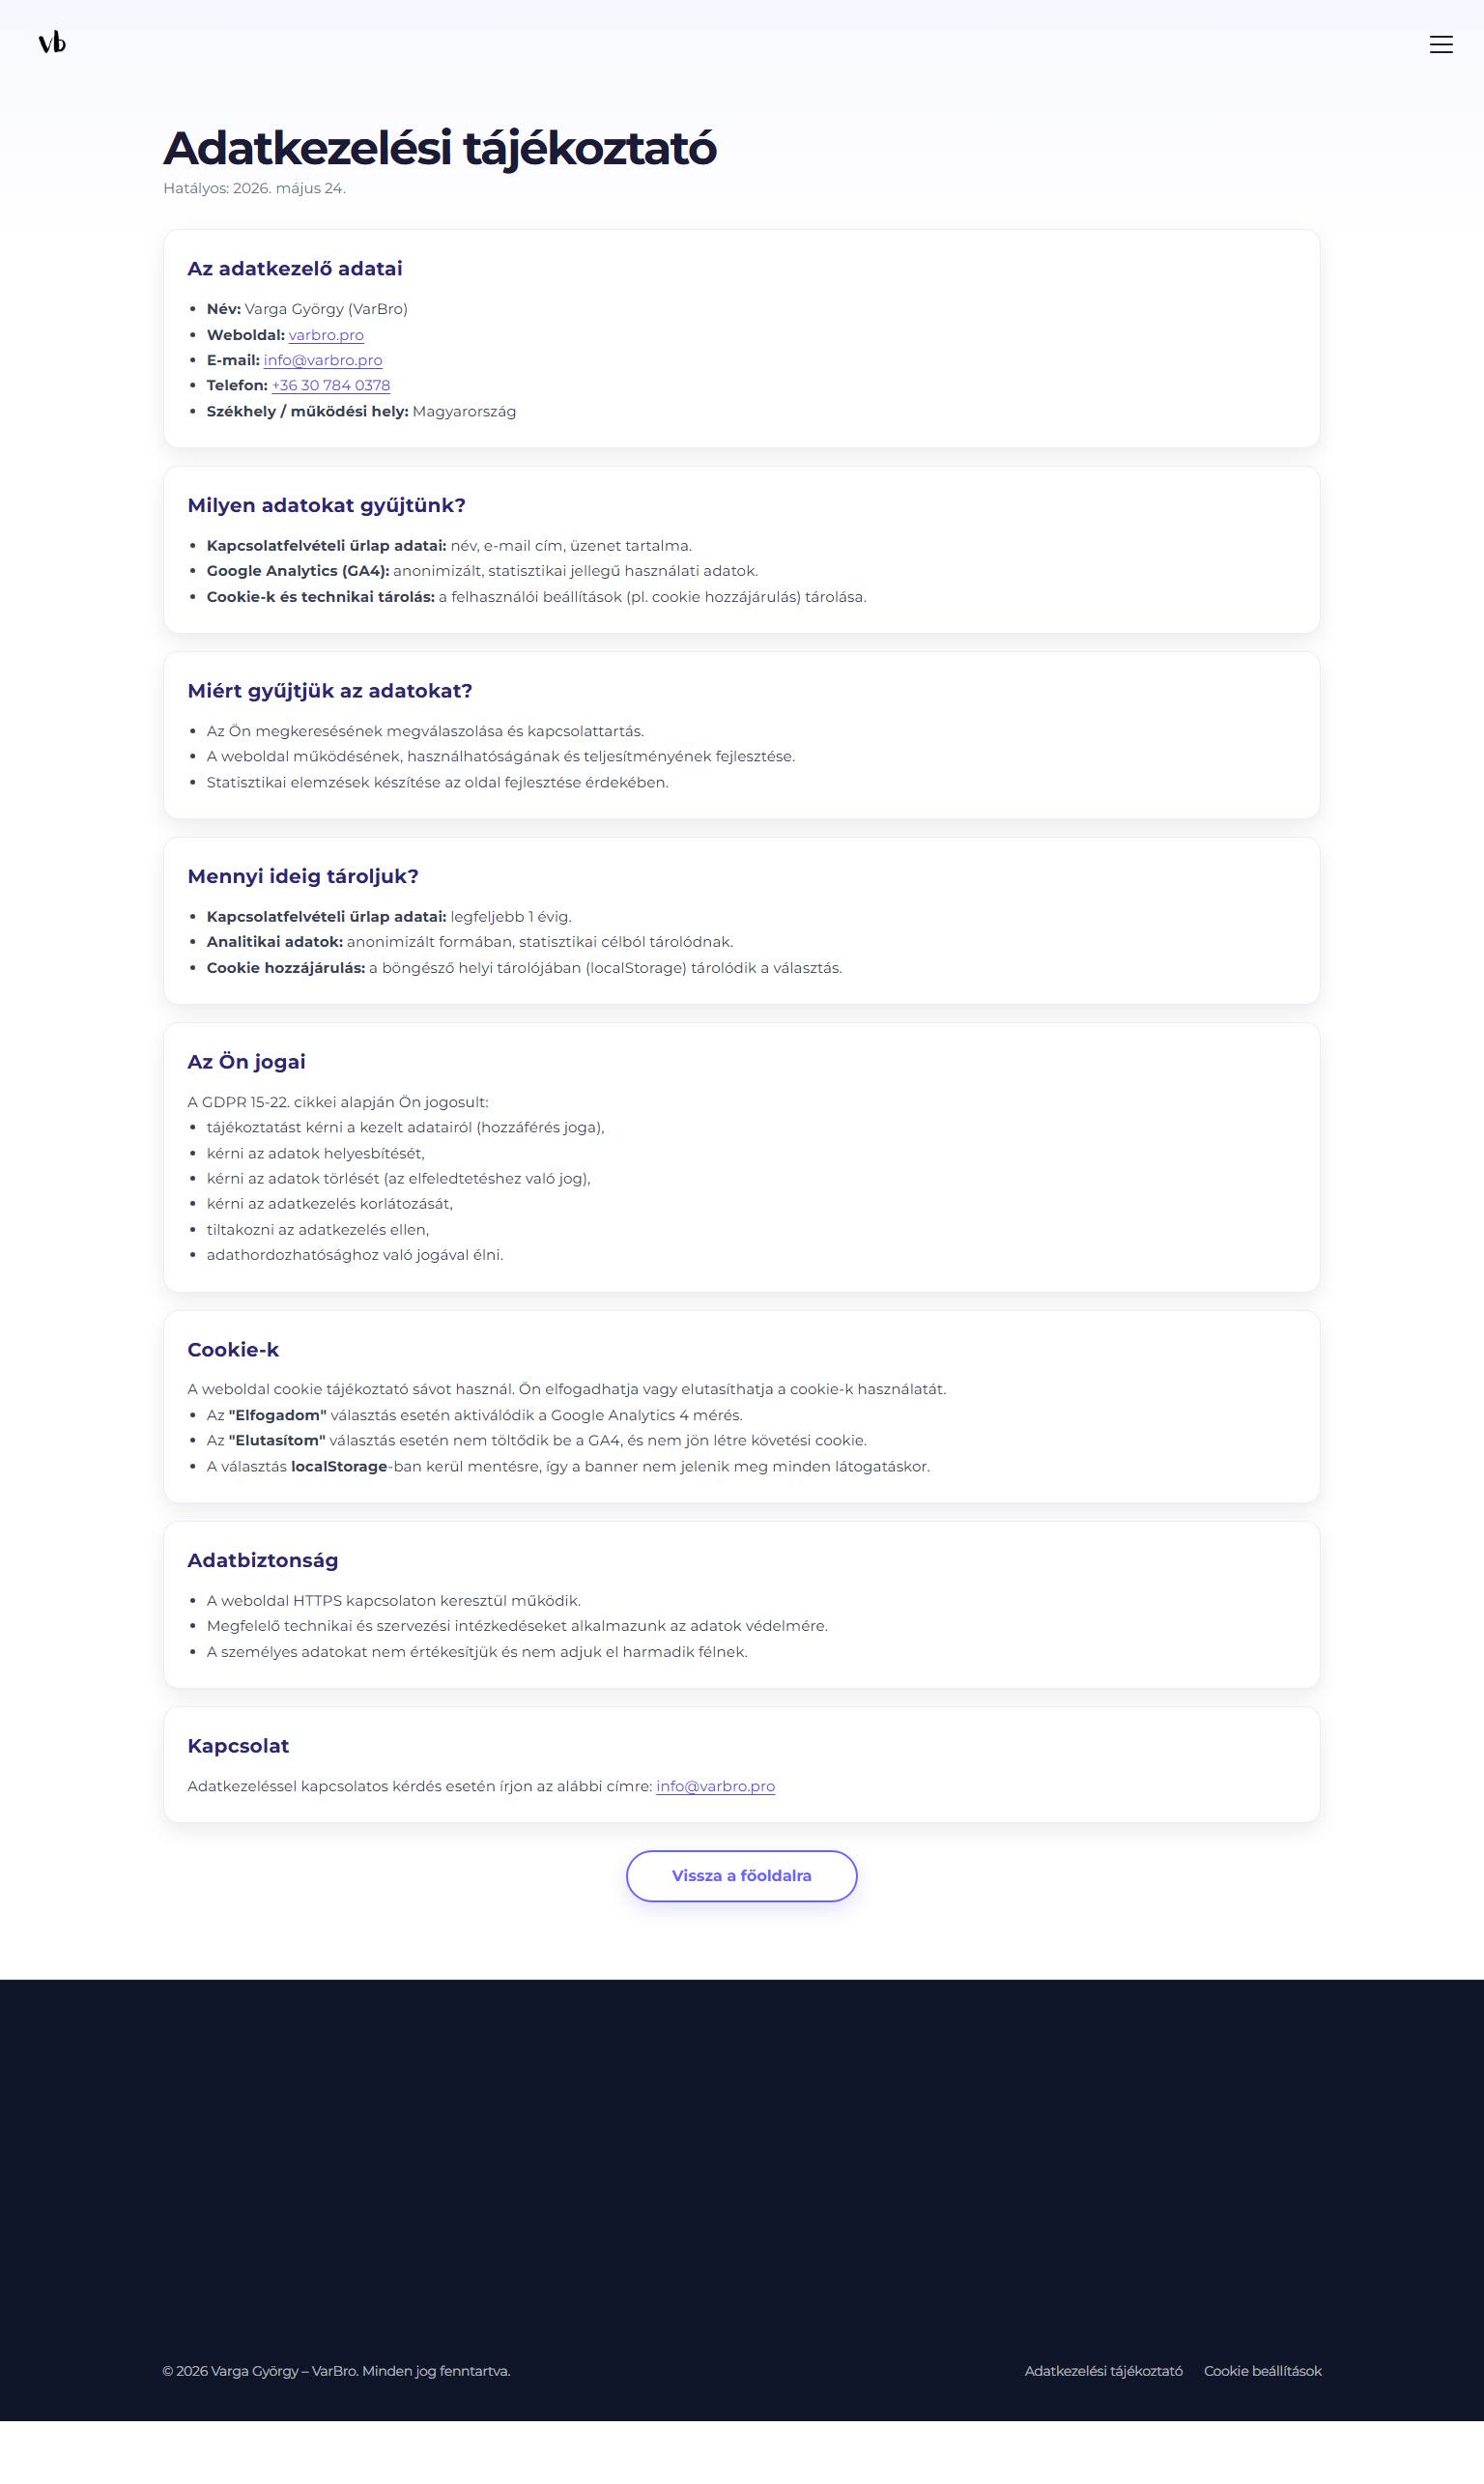 vb
Adatkezelési tájékoztató
Hatályos: 2026. május 24.
Az adatkezelő adatai
Név: Varga György (VarBro)
Weboldal: varbro.pro
E-mail: info@varbro.pro
Telefon: +36 30 784 0378
Székhely / működési hely: Magyarország
Milyen adatokat gyűjtünk?
Kapcsolatfelvételi űrlap adatai: név, e-mail cím, üzenet tartalma.
Google Analytics (GA4): anonimizált, statisztikai jellegű használati adatok.
Cookie-k és technikai tárolás: a felhasználói beállítások (pl. cookie hozzájárulás) tárolása.
Miért gyűjtjük az adatokat?
Az Ön megkeresésének megválaszolása és kapcsolattartás.
A weboldal működésének, használhatóságának és teljesítményének fejlesztése.
Statisztikai elemzések készítése az oldal fejlesztése érdekében.
Mennyi ideig tároljuk?
Kapcsolatfelvételi űrlap adatai: legfeljebb 1 évig.
Analitikai adatok: anonimizált formában, statisztikai célból tárolódnak.
Cookie hozzájárulás: a böngésző helyi tárolójában (localStorage) tárolódik a választás.
Az Ön jogai
A GDPR 15-22. cikkei alapján Ön jogosult:
tájékoztatást kérni a kezelt adatairól (hozzáférés joga),
kérni az adatok helyesbítését,
kérni az adatok törlését (az elfeledtetéshez való jog),
kérni az adatkezelés korlátozását,
tiltakozni az adatkezelés ellen,
adathordozhatósághoz való jogával élni.
Cookie-k
A weboldal cookie tájékoztató sávot használ. Ön elfogadhatja vagy elutasíthatja a cookie-k használatát.
Az "Elfogadom" választás esetén aktiválódik a Google Analytics 4 mérés.
Az "Elutasítom" választás esetén nem töltődik be a GA4, és nem jön létre követési cookie.
A választás localStorage-ban kerül mentésre, így a banner nem jelenik meg minden látogatáskor.
Adatbiztonság
A weboldal HTTPS kapcsolaton keresztül működik.
Megfelelő technikai és szervezési intézkedéseket alkalmazunk az adatok védelmére.
A személyes adatokat nem értékesítjük és nem adjuk el harmadik félnek.
Kapcsolat
Adatkezeléssel kapcsolatos kérdés esetén írjon az alábbi címre: info@varbro.pro
Vissza a főoldalra
© 2026 Varga György – VarBro. Minden jog fenntartva.
Adatkezelési tájékoztató Cookie beállítások